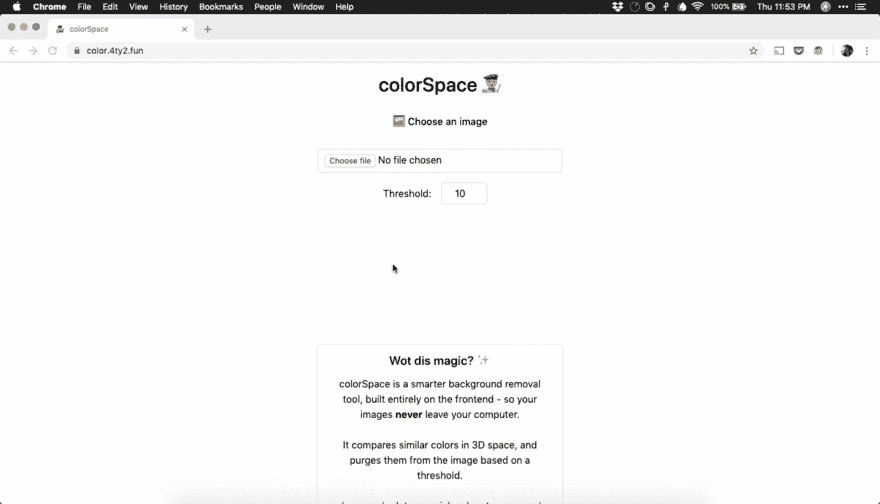 Chrome File Edit View History Bookmarks People Window Help 100% Thu 11:53 PM
colorSpace
color.4ty2.fun
colorSpace
Choose an image
Choose file No file chosen
Threshold: 10
Wot dis magic?
colorSpace is a smarter background removal
tool, built entirely on the frontend - so your
images never leave your computer.
It compares similar colors in 3D space, and
purges them from the image based on a
threshold.